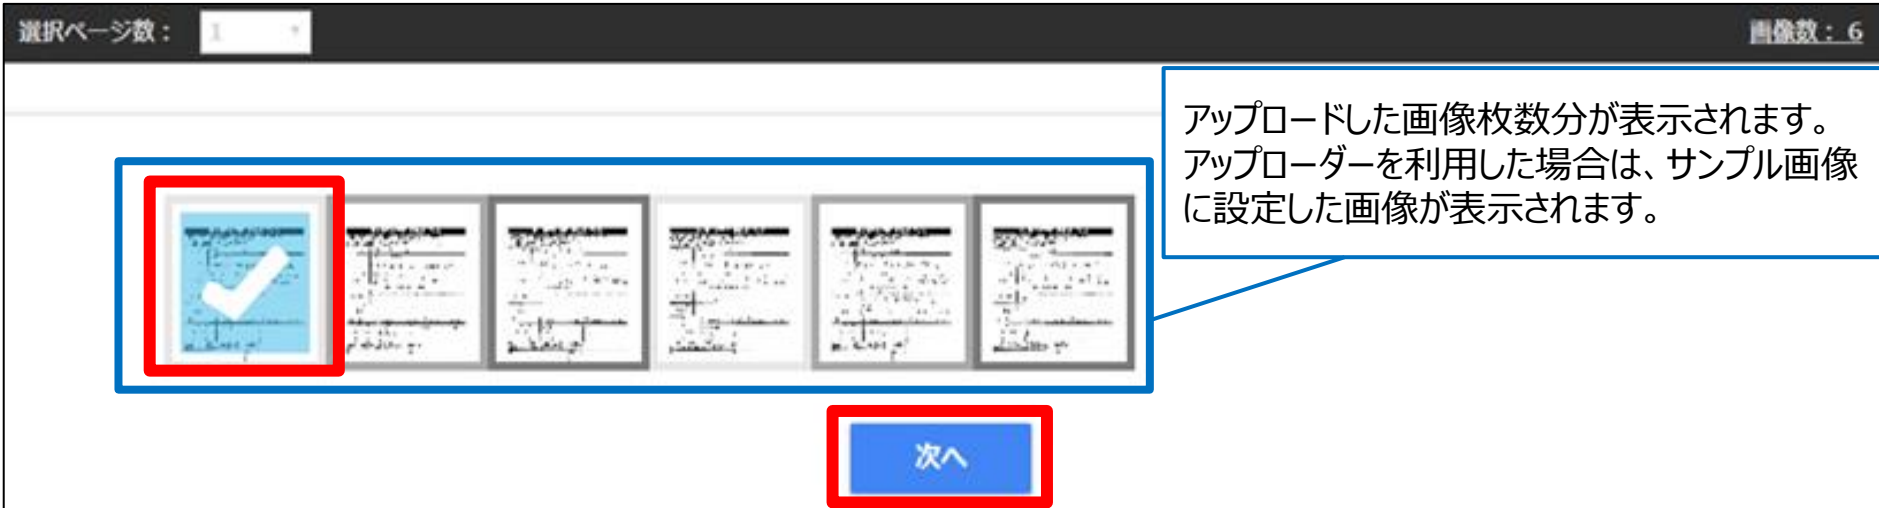 選択ページ数： 1
画像数： 6
アップロードした画像枚数分が表示されます。
アップローダーを利用した場合は、サンプル画像
に設定した画像が表示されます。
次へ